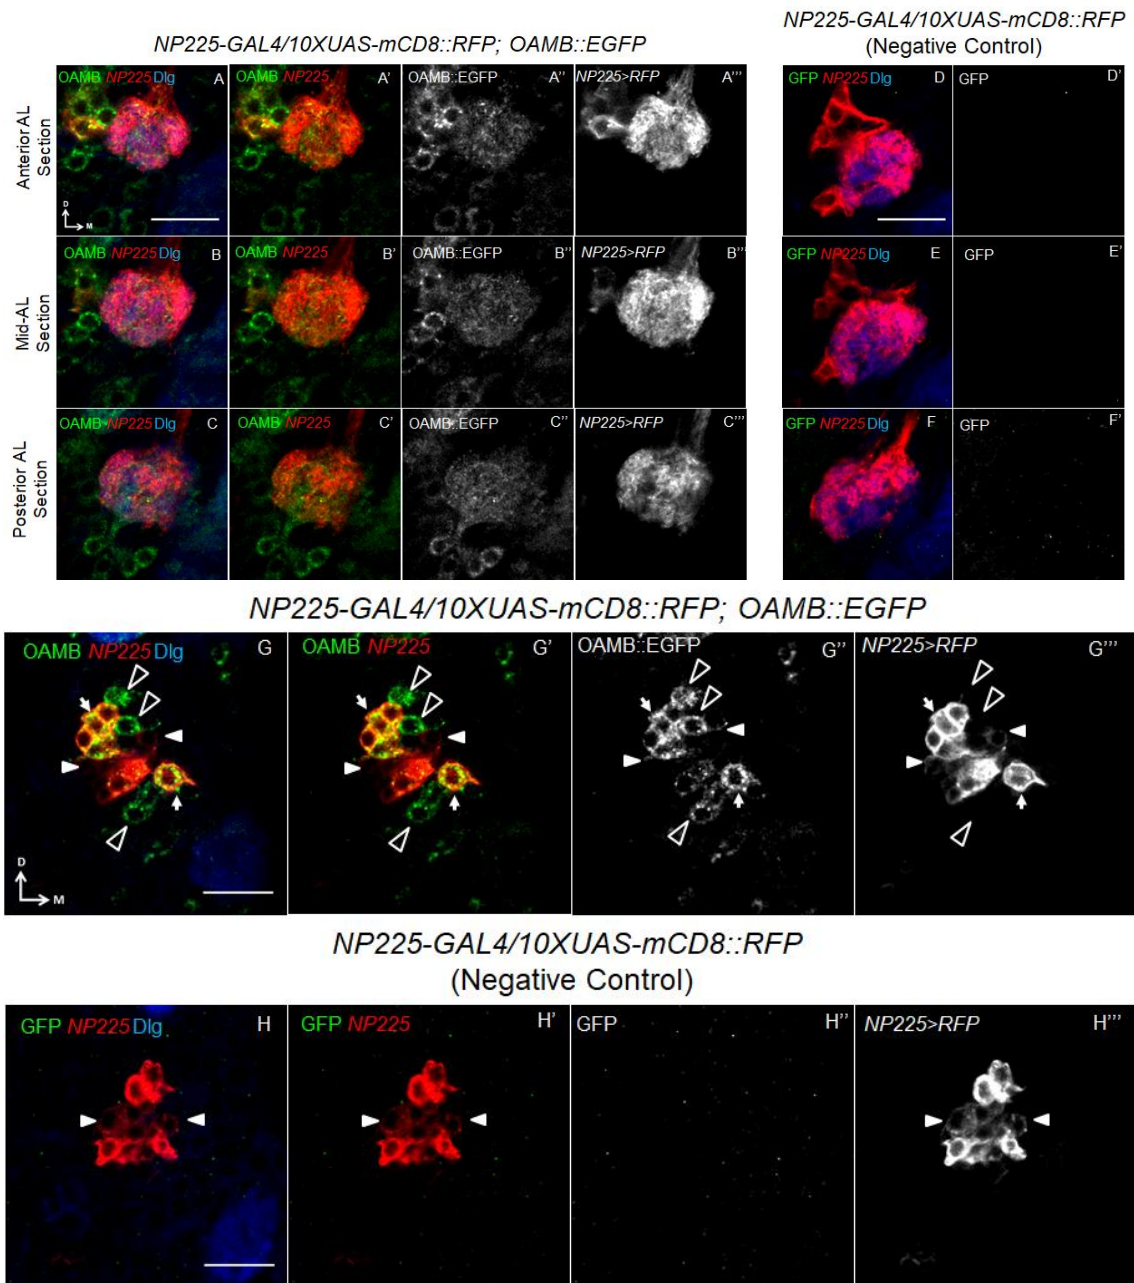 NP225-GAL4/10XUAS-mCD8::RFP; OAMB::EGFP
NP225-GAL4/10XUAS-mCD8::RFP
(Negative Control)
Anterior AL
Section
OAMB NP225 Dlg A
OAMB NP225 A'
OAMB::EGFP A''
NP225>RFP A'''
GFP NP225 Dlg D
GFP D'
D
M
Mid-AL
Section
OAMB NP225 Dlg B
OAMB NP225 B'
OAMB::EGFP B''
NP225>RFP B'''
GFP NP225 Dlg E
GFP E'
Posterior AL
Section
OAMB NP225 Dlg C
OAMB NP225 C'
OAMB::EGFP C''
NP225>RFP C'''
GFP NP225 Dlg F
GFP F'
NP225-GAL4/10XUAS-mCD8::RFP; OAMB::EGFP
OAMB NP225 Dlg G
OAMB NP225 G'
OAMB::EGFP G''
NP225>RFP G'''
D
M
NP225-GAL4/10XUAS-mCD8::RFP
(Negative Control)
GFP NP225 Dlg H
GFP NP225 H'
GFP H''
NP225>RFP H'''